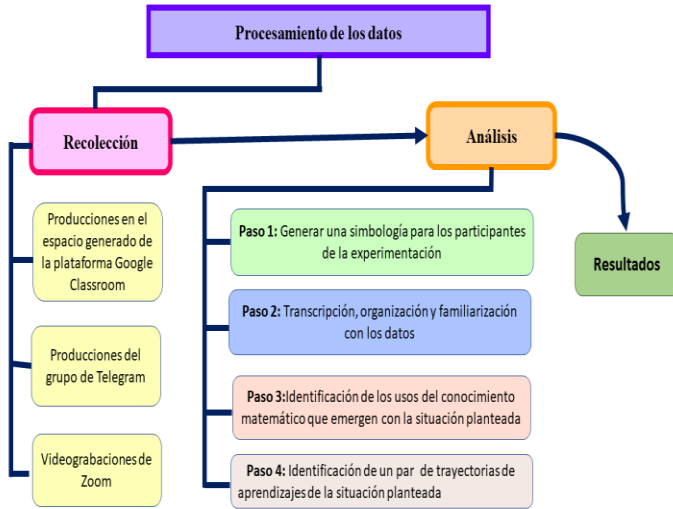 Procesamiento de los datos
Recolección
Análisis
Producciones en el
espacio generado de
la plataforma Google
Classroom
Producciones del
grupo de Telegram
Videograbaciones de
Zoom
Paso 1: Generar una simbología para los participantes
de la experimentación
Paso 2: Transcripción, organización y familiarización
con los datos
Paso 3:Identificación de los usos del conocimiento
matemático que emergen con la situación planteada
Paso 4: Identificación de un par de trayectorias de
aprendizajes de la situación planteada
Resultados